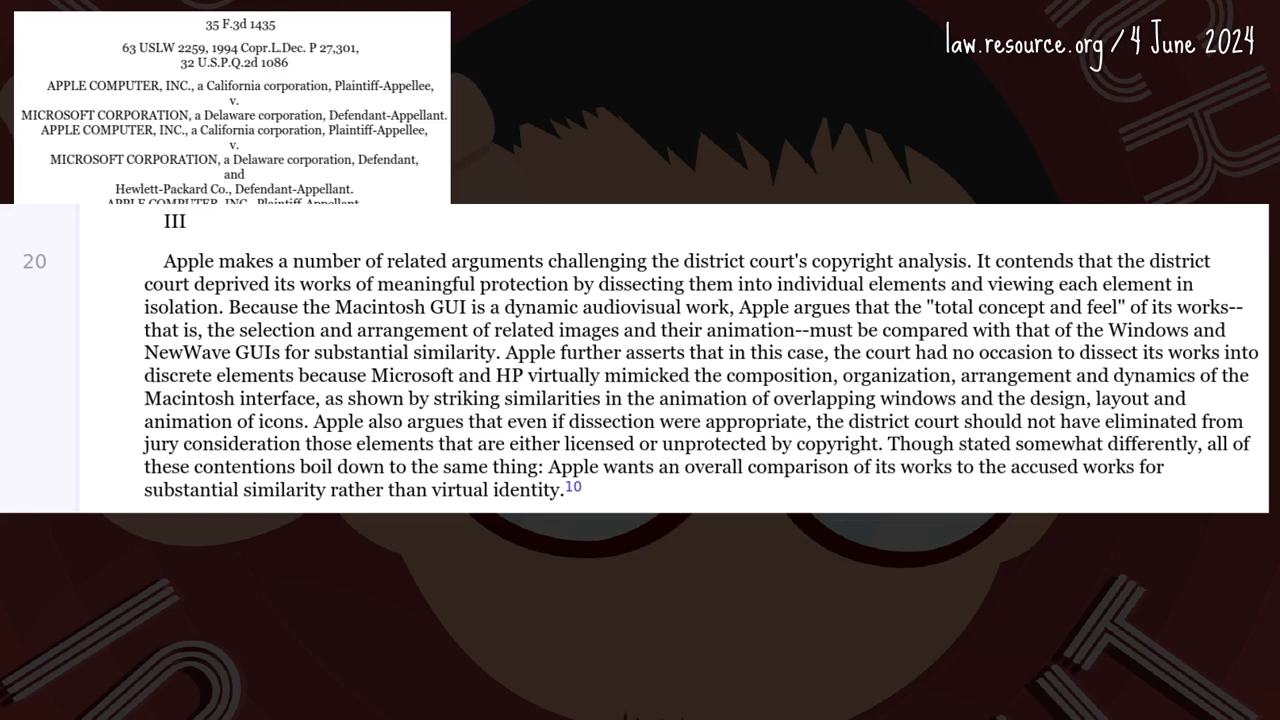 law.resource.org / 4 June 2024
35 F.3d 1435
63 USLW 2259, 1994 Copr.L.Dec. P 27,301,
32 U.S.P.Q.2d 1086
APPLE COMPUTER, INC., a California corporation, Plaintiff-Appellee,
v.
MICROSOFT CORPORATION, a Delaware corporation, Defendant-Appellant.
APPLE COMPUTER, INC., a California corporation, Plaintiff-Appellee,
v.
MICROSOFT CORPORATION, a Delaware corporation, Defendant,
and
Hewlett-Packard Co., Defendant-Appellant.
APPLE COMPUTER, INC., Plaintiff-Appellant
III
20
Apple makes a number of related arguments challenging the district court's copyright analysis. It contends that the district
court deprived its works of meaningful protection by dissecting them into individual elements and viewing each element in
isolation. Because the Macintosh GUI is a dynamic audiovisual work, Apple argues that the "total concept and feel" of its works--
that is, the selection and arrangement of related images and their animation--must be compared with that of the Windows and
NewWave GUIs for substantial similarity. Apple further asserts that in this case, the court had no occasion to dissect its works into
discrete elements because Microsoft and HP virtually mimicked the composition, organization, arrangement and dynamics of the
Macintosh interface, as shown by striking similarities in the animation of overlapping windows and the design, layout and
animation of icons. Apple also argues that even if dissection were appropriate, the district court should not have eliminated from
jury consideration those elements that are either licensed or unprotected by copyright. Though stated somewhat differently, all of
these contentions boil down to the same thing: Apple wants an overall comparison of its works to the accused works for
substantial similarity rather than virtual identity.10